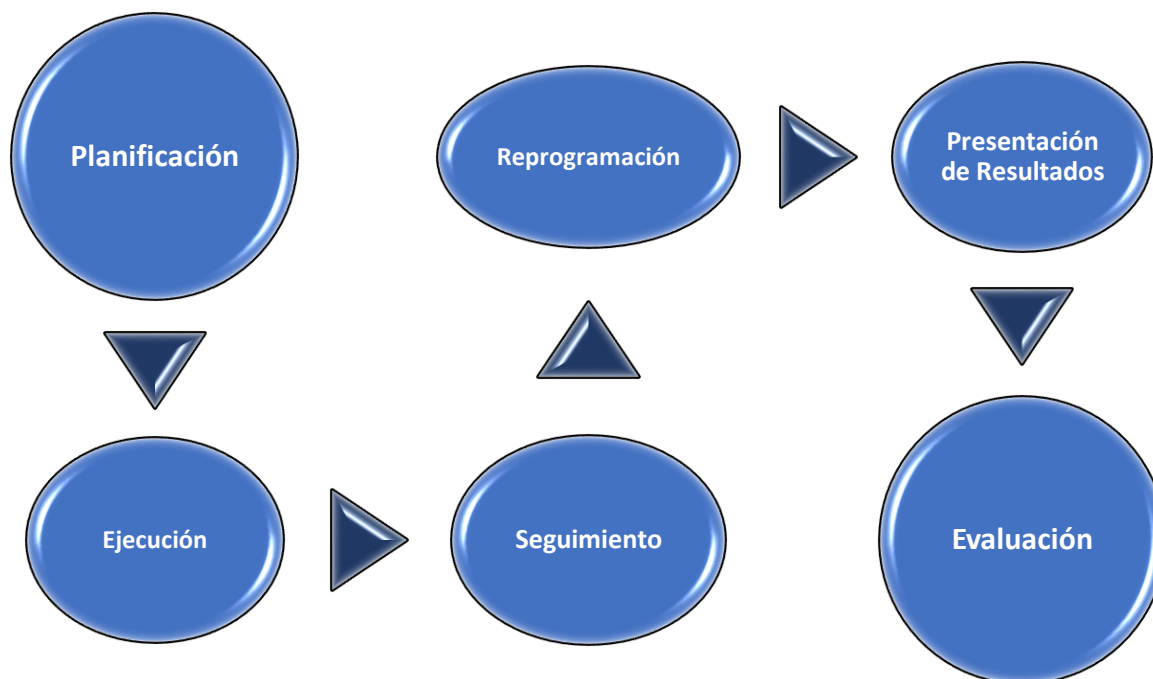 Planificación
Ejecución
Seguimiento
Reprogramación
Presentación
de Resultados
Evaluación